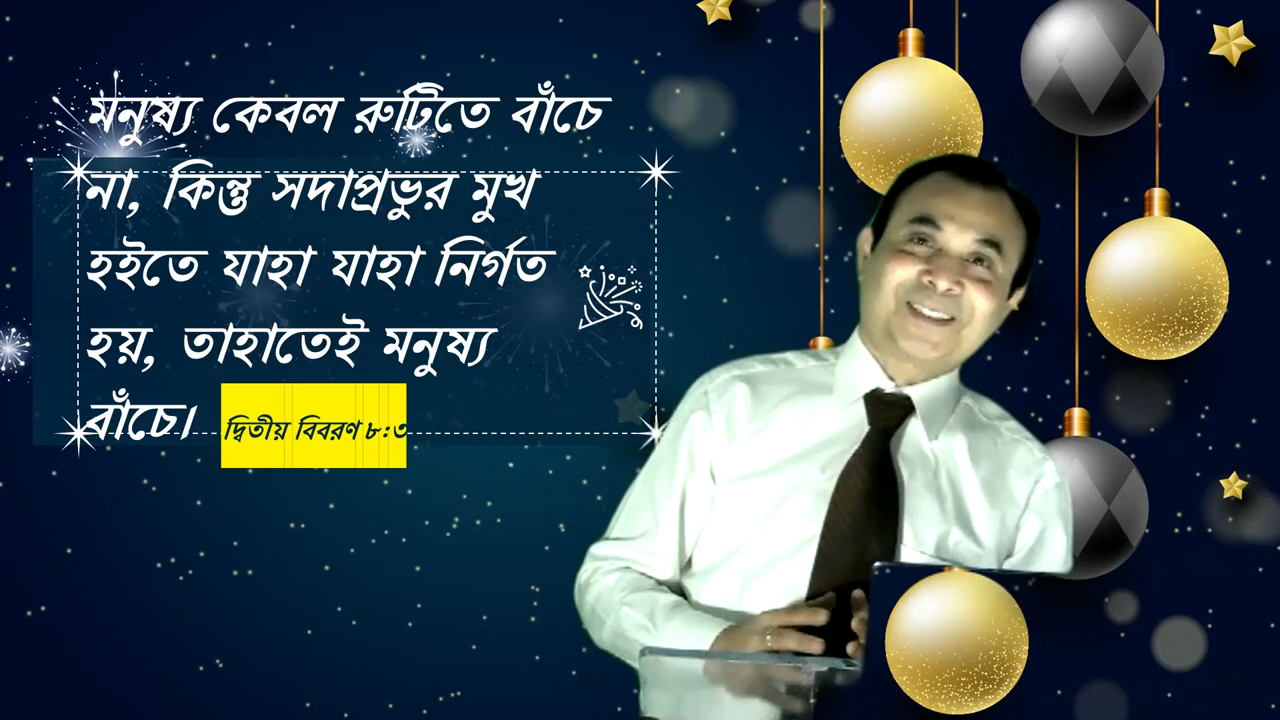 মনুষ্য কেবল রুটিতে বাঁচে
না, কিন্তু সদাপ্রভুর মুখ
হইতে যাহা যাহা নির্গত
হয়, তাহাতেই মনুষ্য
বাঁচে।
দ্বিতীয় বিবরণ ৮:৩